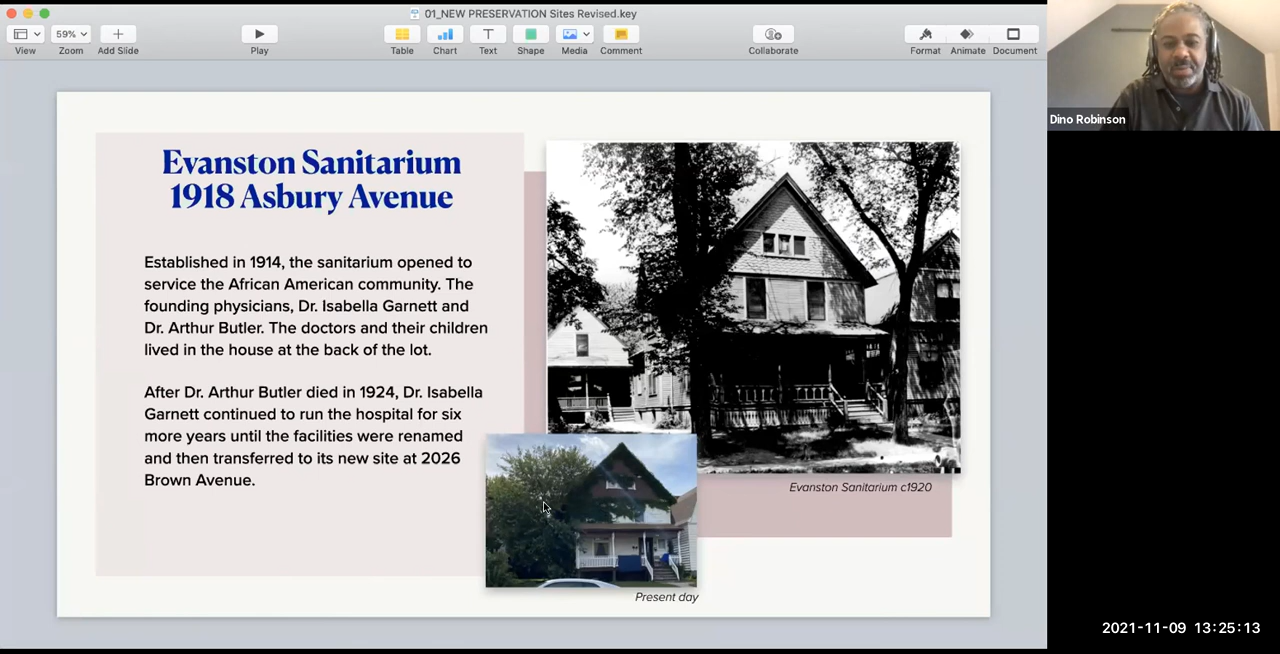 01_NEW PRESERVATION Sites Revised.key
59%
View
Zoom
Add Slide
Play
Table
Chart
Text
Shape
Media
Comment
Collaborate
Format
Animate
Document
Evanston Sanitarium
1918 Asbury Avenue
Established in 1914, the sanitarium opened to
service the African American community. The
founding physicians, Dr. Isabella Garnett and
Dr. Arthur Butler. The doctors and their children
lived in the house at the back of the lot.
After Dr. Arthur Butler died in 1924, Dr. Isabella
Garnett continued to run the hospital for six
more years until the facilities were renamed
and then transferred to its new site at 2026
Brown Avenue.
Evanston Sanitarium c1920
Present day
Dino Robinson
2021-11-09 13:25:13